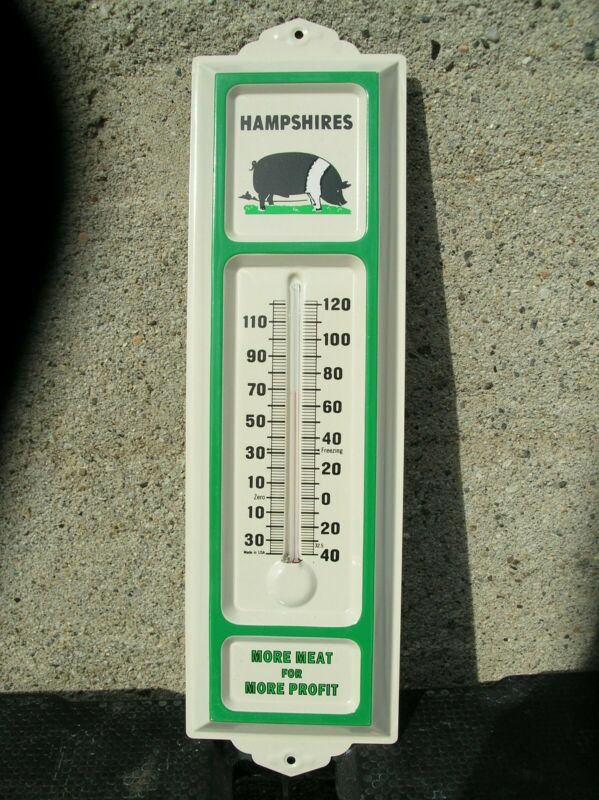 HAMPSHIRES
120
110
100
90
80
70
60
50
40
30 Freezing
20
10
Zero 0
10
20
30
Made in USA 40
MORE MEAT
FOR
MORE PROFIT